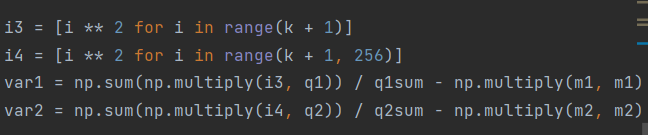 i3 = [i ** 2 for i in range(k + 1)]
i4 = [i ** 2 for i in range(k + 1, 256)]
var1 = np.sum(np.multiply(i3, q1)) / q1sum - np.multiply(m1, m1)
var2 = np.sum(np.multiply(i4, q2)) / q2sum - np.multiply(m2, m2)